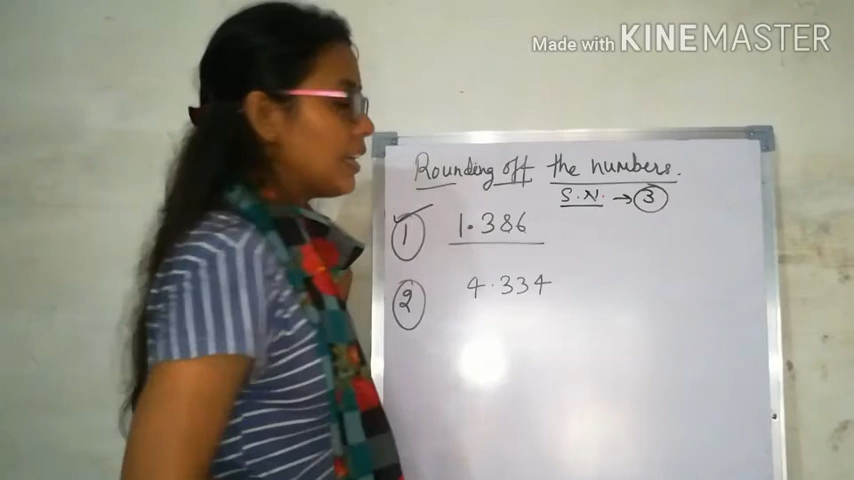 Made with KINEMASTER
Rounding off the numbers.
S.N. → 3
1 1.386
2 4.334